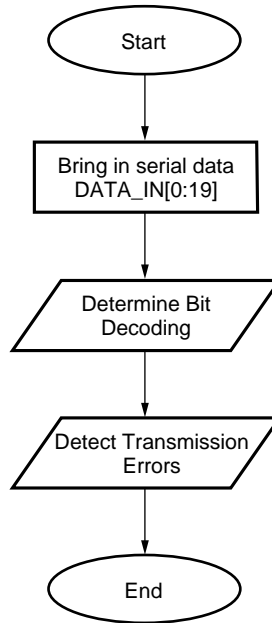 Start
Bring in serial data
DATA_IN[0:19]
Determine Bit
Decoding
Detect Transmission
Errors
End